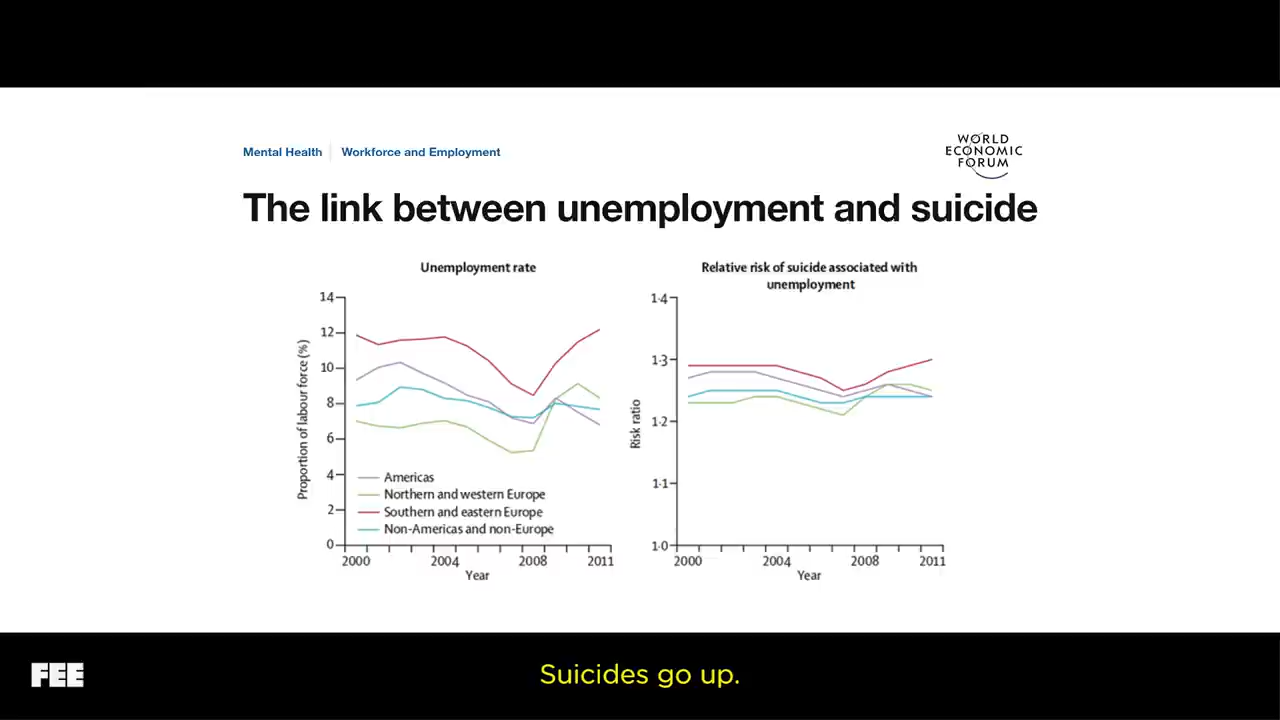 Mental Health | Workforce and Employment
WORLD
ECONOMIC
FORUM
The link between unemployment and suicide
Unemployment rate
14
12
10
8
6
4
2
0
Proportion of labour force (%)
Americas
Northern and western Europe
Southern and eastern Europe
Non-Americas and non-Europe
2000 2004 2008 2011
Year
Relative risk of suicide associated with
unemployment
1·4
1·3
1·2
1·1
1·0
Risk ratio
2000 2004 2008 2011
Year
FEE
Suicides go up.